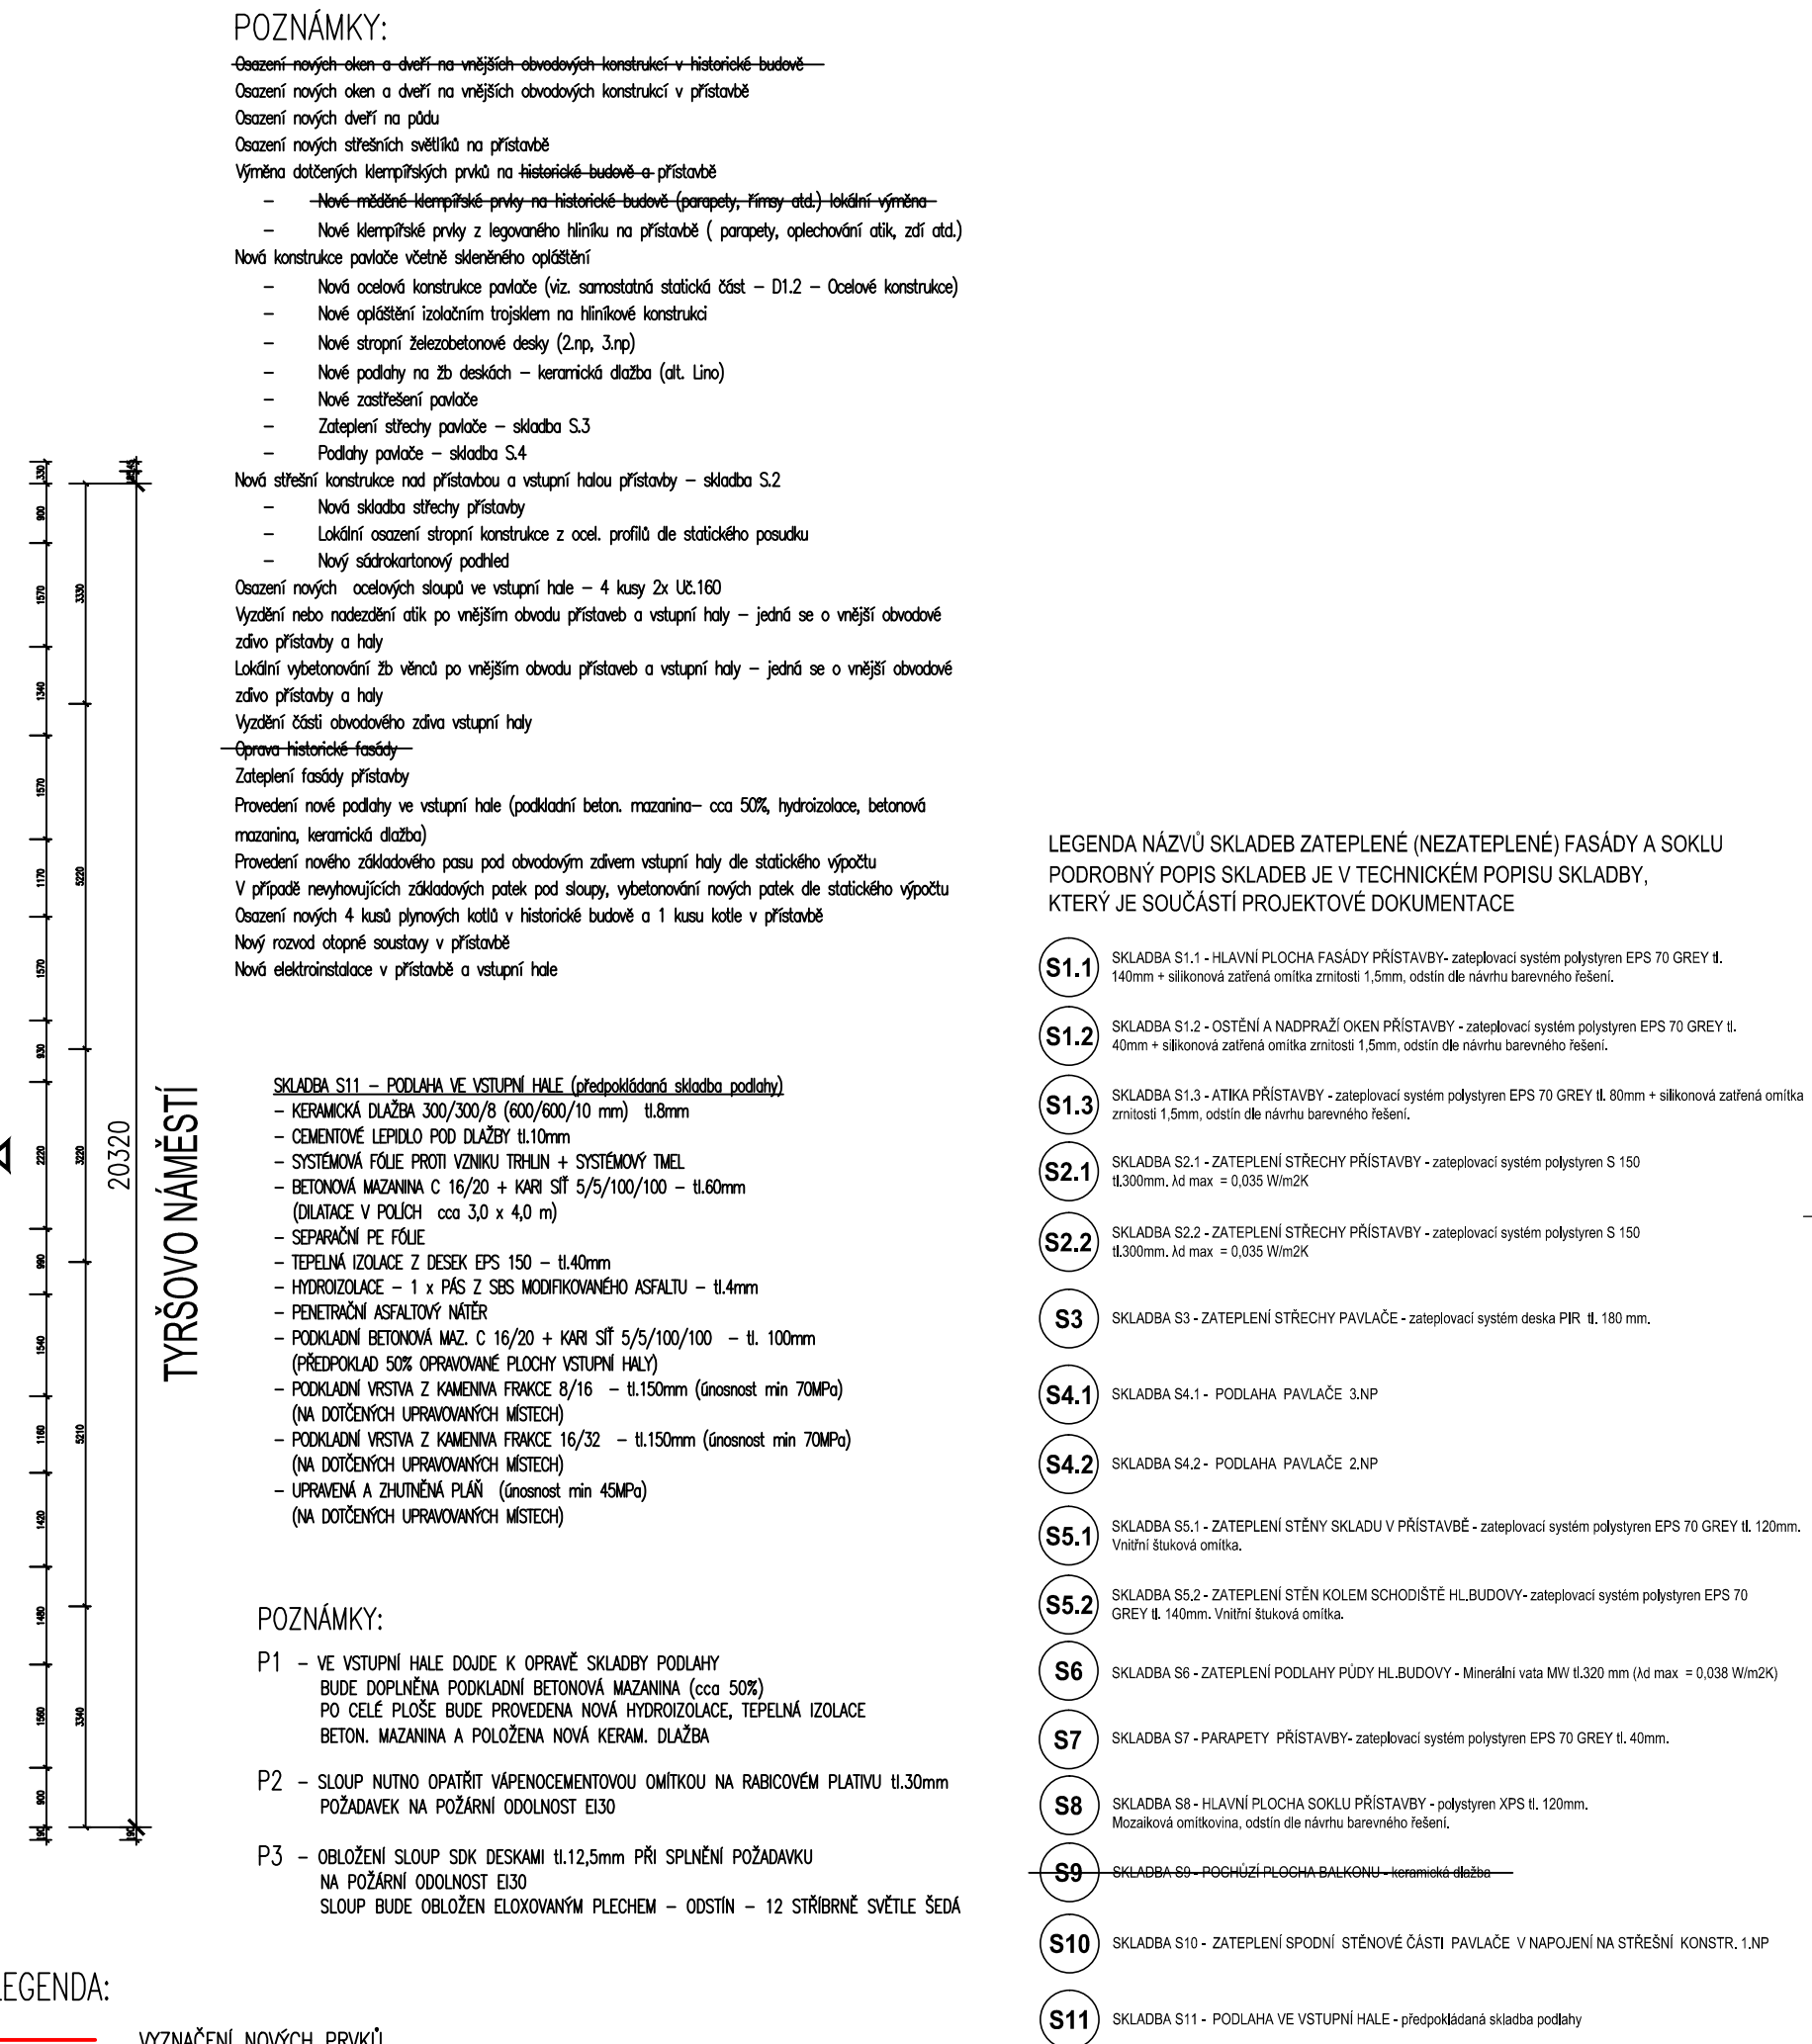 POZNÁMKY:
Osazení nových oken a dveří na vnějších obvodových konstrukcí v historické budově
Osazení nových oken a dveří na vnějších obvodových konstrukcí v přístavbě
Osazení nových dveří na půdu
Osazení nových střešních světlíků na přístavbě
Výměna dotčených klempířských prvků na historické budově a přístavbě
– Nové měděné klempířské prvky na historické budově (parapety, římsy atd.) lokální výměna
– Nové klempířské prvky z legovaného hliníku na přístavbě ( parapety, oplechování atik, zdí atd.)
Nová konstrukce pavlače včetně skleněného opláštění
– Nová ocelová konstrukce pavlače (viz. samostatná statická část – D1.2 – Ocelové konstrukce)
– Nové opláštění izolačním trojsklem na hliníkové konstrukci
– Nové stropní železobetonové desky (2.np, 3.np)
– Nové podlahy na žb deskách – keramická dlažba (alt. Lino)
– Nové zastřešení pavlače
– Zateplení střechy pavlače – skladba S.3
– Podlahy pavlače – skladba S.4
Nová střešní konstrukce nad přístavbou a vstupní halou přístavby – skladba S.2
– Nová skladba střechy přístavby
– Lokální osazení stropní konstrukce z ocel. profilů dle statického posudku
– Nový sádrokartonový podhled
Osazení nových ocelových sloupů ve vstupní hale – 4 kusy 2x Uč.160
Vyzdění nebo nadezdění atik po vnějším obvodu přístaveb a vstupní haly – jedná se o vnější obvodové
zdivo přístavby a haly
Lokální vybetonování žb věnců po vnějším obvodu přístaveb a vstupní haly – jedná se o vnější obvodové
zdivo přístavby a haly
Vyzdění části obvodového zdiva vstupní haly
Oprava historické fasády
Zateplení fasády přístavby
Provedení nové podlahy ve vstupní hale (podkladní beton. mazanina– cca 50%, hydroizolace, betonová
mazanina, keramická dlažba)
Provedení nového základového pasu pod obvodovým zdivem vstupní haly dle statického výpočtu
V případě nevyhovujících základových patek pod sloupy, vybetonování nových patek dle statického výpočtu
Osazení nových 4 kusů plynových kotlů v historické budově a 1 kusu kotle v přístavbě
Nový rozvod otopné soustavy v přístavbě
Nová elektroinstalace v přístavbě a vstupní hale
330
900
1570
1340
1570
1170
1570
930
2220
990
1540
1160
1420
1480
1560
900
190
3330
5220
3220
5210
3340
20320
190
TYRŠOVO NÁMĚSTÍ
SKLADBA S11 – PODLAHA VE VSTUPNÍ HALE (předpokládaná skladba podlahy)
– KERAMICKÁ DLAŽBA 300/300/8 (600/600/10 mm) tl.8mm
– CEMENTOVÉ LEPIDLO POD DLAŽBY tl.10mm
– SYSTÉMOVÁ FÓLIE PROTI VZNIKU TRHLIN + SYSTÉMOVÝ TMEL
– BETONOVÁ MAZANINA C 16/20 + KARI SÍŤ 5/5/100/100 – tl.60mm
(DILATACE V POLÍCH cca 3,0 x 4,0 m)
– SEPARAČNÍ PE FÓLIE
– TEPELNÁ IZOLACE Z DESEK EPS 150 – tl.40mm
– HYDROIZOLACE – 1 x PÁS Z SBS MODIFIKOVANÉHO ASFALTU – tl.4mm
– PENETRAČNÍ ASFALTOVÝ NÁTĚR
– PODKLADNÍ BETONOVÁ MAZ. C 16/20 + KARI SÍŤ 5/5/100/100 – tl. 100mm
(PŘEDPOKLAD 50% OPRAVOVANÉ PLOCHY VSTUPNÍ HALY)
– PODKLADNÍ VRSTVA Z KAMENIVA FRAKCE 8/16 – tl.150mm (únosnost min 70MPa)
(NA DOTČENÝCH UPRAVOVANÝCH MÍSTECH)
– PODKLADNÍ VRSTVA Z KAMENIVA FRAKCE 16/32 – tl.150mm (únosnost min 70MPa)
(NA DOTČENÝCH UPRAVOVANÝCH MÍSTECH)
– UPRAVENÁ A ZHUTNĚNÁ PLÁŇ (únosnost min 45MPa)
(NA DOTČENÝCH UPRAVOVANÝCH MÍSTECH)
POZNÁMKY:
P1 – VE VSTUPNÍ HALE DOJDE K OPRAVĚ SKLADBY PODLAHY
BUDE DOPLNĚNA PODKLADNÍ BETONOVÁ MAZANINA (cca 50%)
PO CELÉ PLOŠE BUDE PROVEDENA NOVÁ HYDROIZOLACE, TEPELNÁ IZOLACE
BETON. MAZANINA A POLOŽENA NOVÁ KERAM. DLAŽBA
P2 – SLOUP NUTNO OPATŘIT VÁPENOCEMENTOVOU OMÍTKOU NA RABICOVÉM PLATIVU tl.30mm
POŽADAVEK NA POŽÁRNÍ ODOLNOST EI30
P3 – OBLOŽENÍ SLOUP SDK DESKAMI tl.12,5mm PŘI SPLNĚNÍ POŽADAVKU
NA POŽÁRNÍ ODOLNOST EI30
SLOUP BUDE OBLOŽEN ELOXOVANÝM PLECHEM – ODSTÍN – 12 STŘÍBRNĚ SVĚTLE ŠEDÁ
LEGENDA:
VYZNAČENÍ NOVÝCH PRVKŮ
LEGENDA NÁZVŮ SKLADEB ZATEPLENÉ (NEZATEPLENÉ) FASÁDY A SOKLU
PODROBNÝ POPIS SKLADEB JE V TECHNICKÉM POPISU SKLADBY,
KTERÝ JE SOUČÁSTÍ PROJEKTOVÉ DOKUMENTACE
S1.1 SKLADBA S1.1 - HLAVNÍ PLOCHA FASÁDY PŘÍSTAVBY- zateplovací systém polystyren EPS 70 GREY tl.
140mm + silikonová zatřená omítka zrnitosti 1,5mm, odstín dle návrhu barevného řešení.
S1.2 SKLADBA S1.2 - OSTĚNÍ A NADPRAŽÍ OKEN PŘÍSTAVBY - zateplovací systém polystyren EPS 70 GREY tl.
40mm + silikonová zatřená omítka zrnitosti 1,5mm, odstín dle návrhu barevného řešení.
S1.3 SKLADBA S1.3 - ATIKA PŘÍSTAVBY - zateplovací systém polystyren EPS 70 GREY tl. 80mm + silikonová zatřená omítka
zrnitosti 1,5mm, odstín dle návrhu barevného řešení.
S2.1 SKLADBA S2.1 - ZATEPLENÍ STŘECHY PŘÍSTAVBY - zateplovací systém polystyren S 150
tl.300mm. λd max = 0,035 W/m2K
S2.2 SKLADBA S2.2 - ZATEPLENÍ STŘECHY PŘÍSTAVBY - zateplovací systém polystyren S 150
tl.300mm. λd max = 0,035 W/m2K
S3 SKLADBA S3 - ZATEPLENÍ STŘECHY PAVLAČE - zateplovací systém deska PIR tl. 180 mm.
S4.1 SKLADBA S4.1 - PODLAHA PAVLAČE 3.NP
S4.2 SKLADBA S4.2 - PODLAHA PAVLAČE 2.NP
S5.1 SKLADBA S5.1 - ZATEPLENÍ STĚNY SKLADU V PŘÍSTAVBĚ - zateplovací systém polystyren EPS 70 GREY tl. 120mm.
Vnitřní štuková omítka.
S5.2 SKLADBA S5.2 - ZATEPLENÍ STĚN KOLEM SCHODIŠTĚ HL.BUDOVY- zateplovací systém polystyren EPS 70
GREY tl. 140mm. Vnitřní štuková omítka.
S6 SKLADBA S6 - ZATEPLENÍ PODLAHY PŮDY HL.BUDOVY - Minerální vata MW tl.320 mm (λd max = 0,038 W/m2K)
S7 SKLADBA S7 - PARAPETY PŘÍSTAVBY- zateplovací systém polystyren EPS 70 GREY tl. 40mm.
S8 SKLADBA S8 - HLAVNÍ PLOCHA SOKLU PŘÍSTAVBY - polystyren XPS tl. 120mm.
Mozaiková omítkovina, odstín dle návrhu barevného řešení.
S9 SKLADBA S9 - POCHŮZÍ PLOCHA BALKONU - keramická dlažba
S10 SKLADBA S10 - ZATEPLENÍ SPODNÍ STĚNOVÉ ČÁSTI PAVLAČE V NAPOJENÍ NA STŘEŠNÍ KONSTR. 1.NP
S11 SKLADBA S11 - PODLAHA VE VSTUPNÍ HALE - předpokládaná skladba podlahy